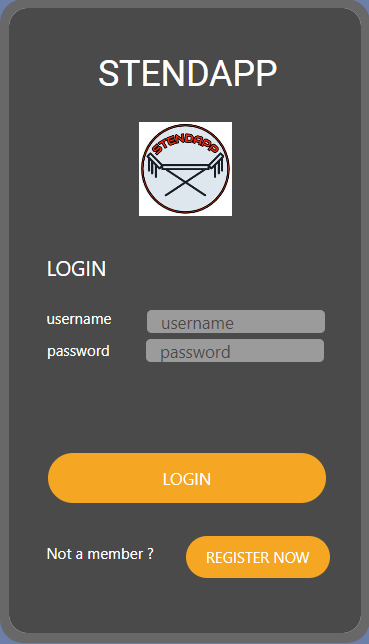 STENDAPP
STENDAPP
LOGIN
username username
password password
LOGIN
Not a member ? REGISTER NOW